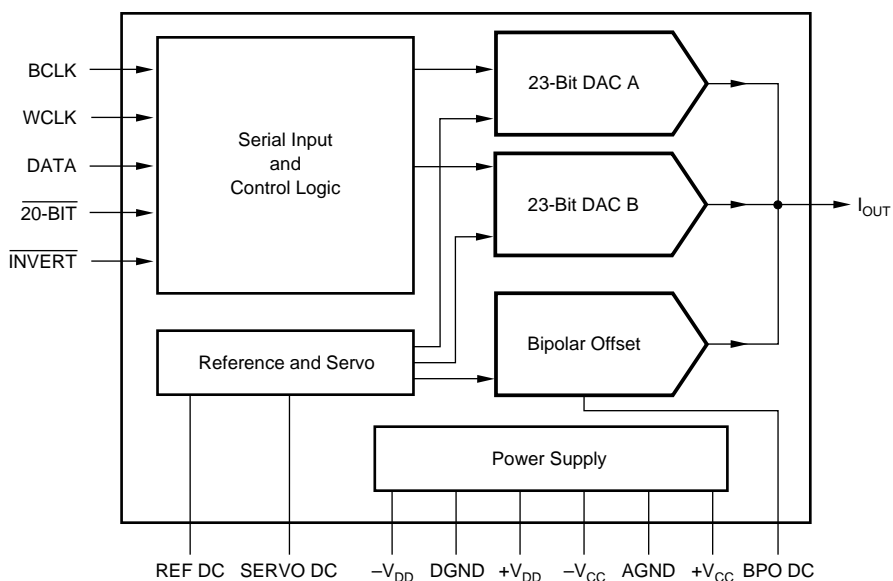 BCLK
WCLK
DATA
20-BIT
INVERT
Serial Input
and
Control Logic
23-Bit DAC A
23-Bit DAC B
I_OUT
Reference and Servo
Bipolar Offset
Power Supply
REF DC
SERVO DC
–V_DD
DGND
+V_DD
–V_CC
AGND
+V_CC
BPO DC